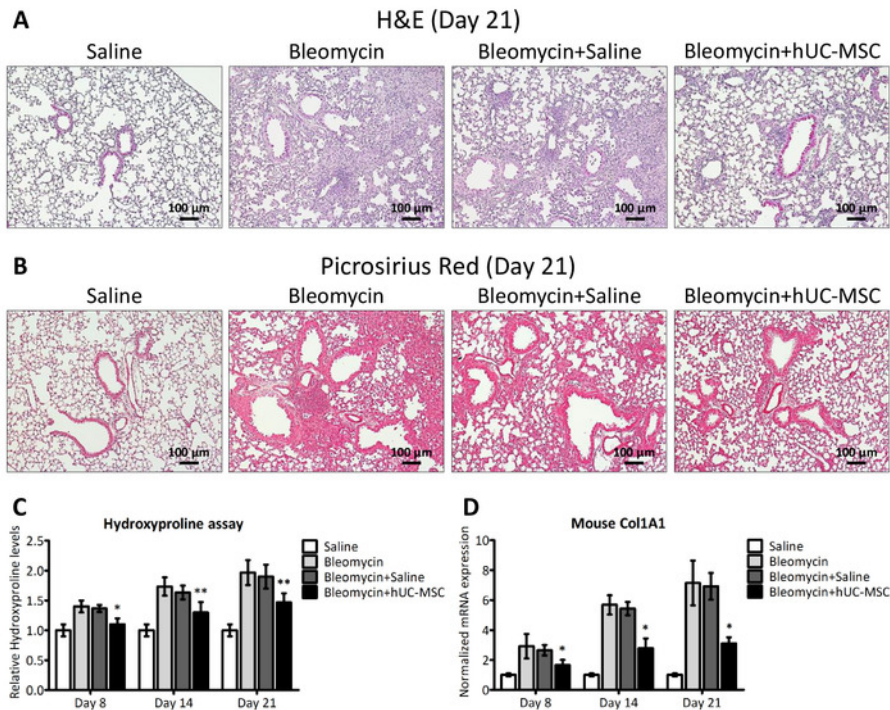 A
H&E (Day 21)
Saline Bleomycin Bleomycin+Saline Bleomycin+hUC-MSC
100 µm 100 µm 100 µm 100 µm
B
Picrosirius Red (Day 21)
Saline Bleomycin Bleomycin+Saline Bleomycin+hUC-MSC
100 µm 100 µm 100 µm 100 µm
C
Hydroxyproline assay
Relative Hydroxyproline levels
2.5
2.0
1.5
1.0
0.5
0.0
* ** **
Day 8 Day 14 Day 21
Saline
Bleomycin
Bleomycin+Saline
Bleomycin+hUC-MSC
D
Mouse Col1A1
Normalized mRNA expression
10
8
6
4
2
0
* * *
Day 8 Day 14 Day 21
Saline
Bleomycin
Bleomycin+Saline
Bleomycin+hUC-MSC